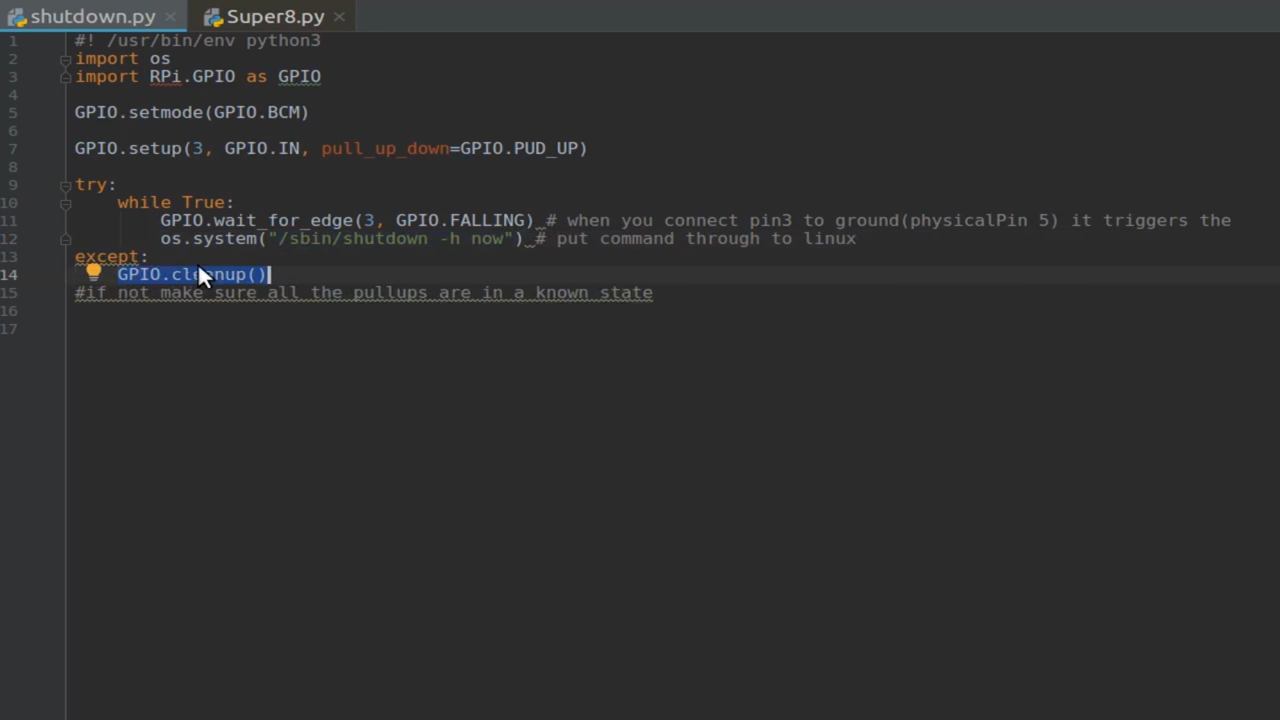 shutdown.py Super8.py
1 #! /usr/bin/env python3
2 import os
3 import RPi.GPIO as GPIO
4
5 GPIO.setmode(GPIO.BCM)
6
7 GPIO.setup(3, GPIO.IN, pull_up_down=GPIO.PUD_UP)
8
9 try:
10 while True:
11 GPIO.wait_for_edge(3, GPIO.FALLING) # when you connect pin3 to ground(physicalPin 5) it triggers the
12 os.system("/sbin/shutdown -h now") # put command through to linux
13 except:
14 GPIO.cleanup()
15 #if not make sure all the pullups are in a known state
16
17